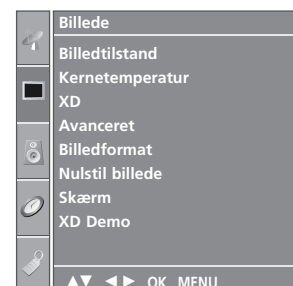 Billede
Billedtilstand
Kernetemperatur
XD
Avanceret
Billedformat
Nulstil billede
Skærm
XD Demo
▲▼ ◄► OK MENU